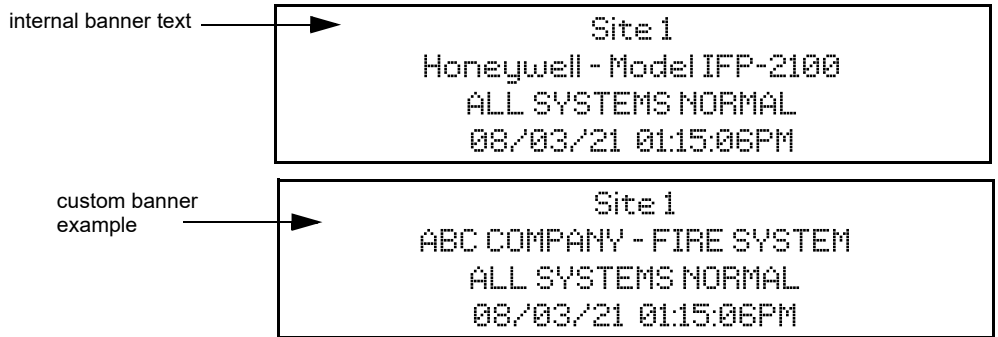 internal banner text
Site 1
Honeywell - Model IFP-2100
ALL SYSTEMS NORMAL
08/03/21 01:15:06PM
custom banner
example
Site 1
ABC COMPANY - FIRE SYSTEM
ALL SYSTEMS NORMAL
08/03/21 01:15:06PM